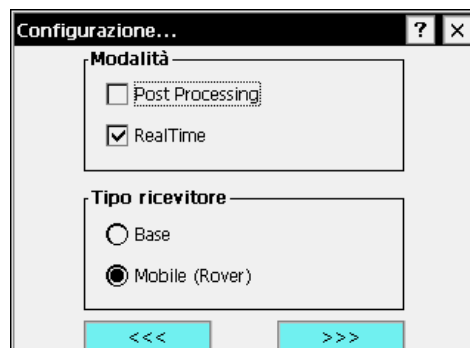 Configurazione... ? ×
Modalità
Post Processing
RealTime
Tipo ricevitore
Base
Mobile (Rover)
<<< >>>